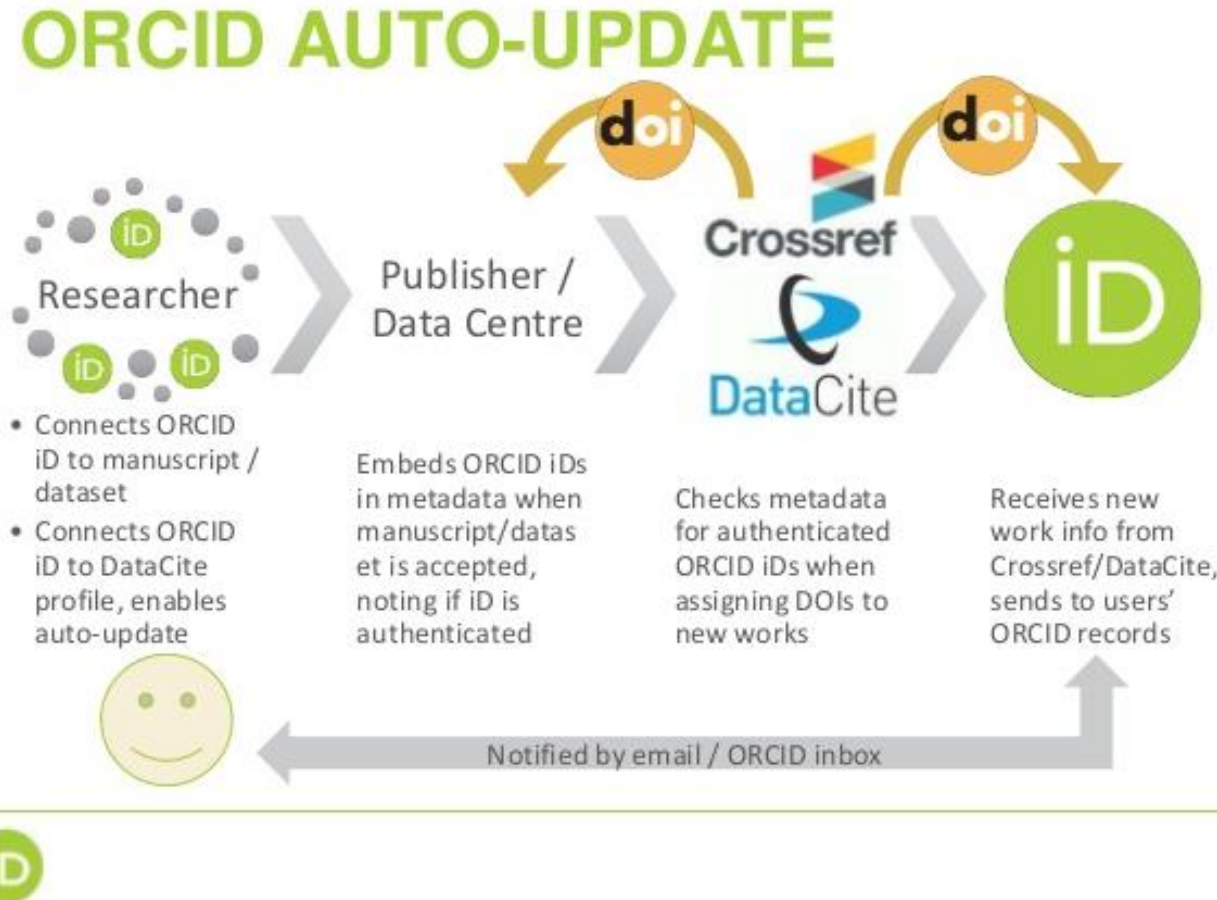 ORCID AUTO-UPDATE
doi
doi
iD
Researcher
iD
iD
Publisher /
Data Centre
Crossref
DataCite
iD
• Connects ORCID
iD to manuscript /
dataset
• Connects ORCID
iD to DataCite
profile, enables
auto-update
Embeds ORCID iDs
in metadata when
manuscript/datas
et is accepted,
noting if iD is
authenticated
Checks metadata
for authenticated
ORCID iDs when
assigning DOIs to
new works
Receives new
work info from
Crossref/DataCite,
sends to users’
ORCID records
Notified by email / ORCID inbox
D